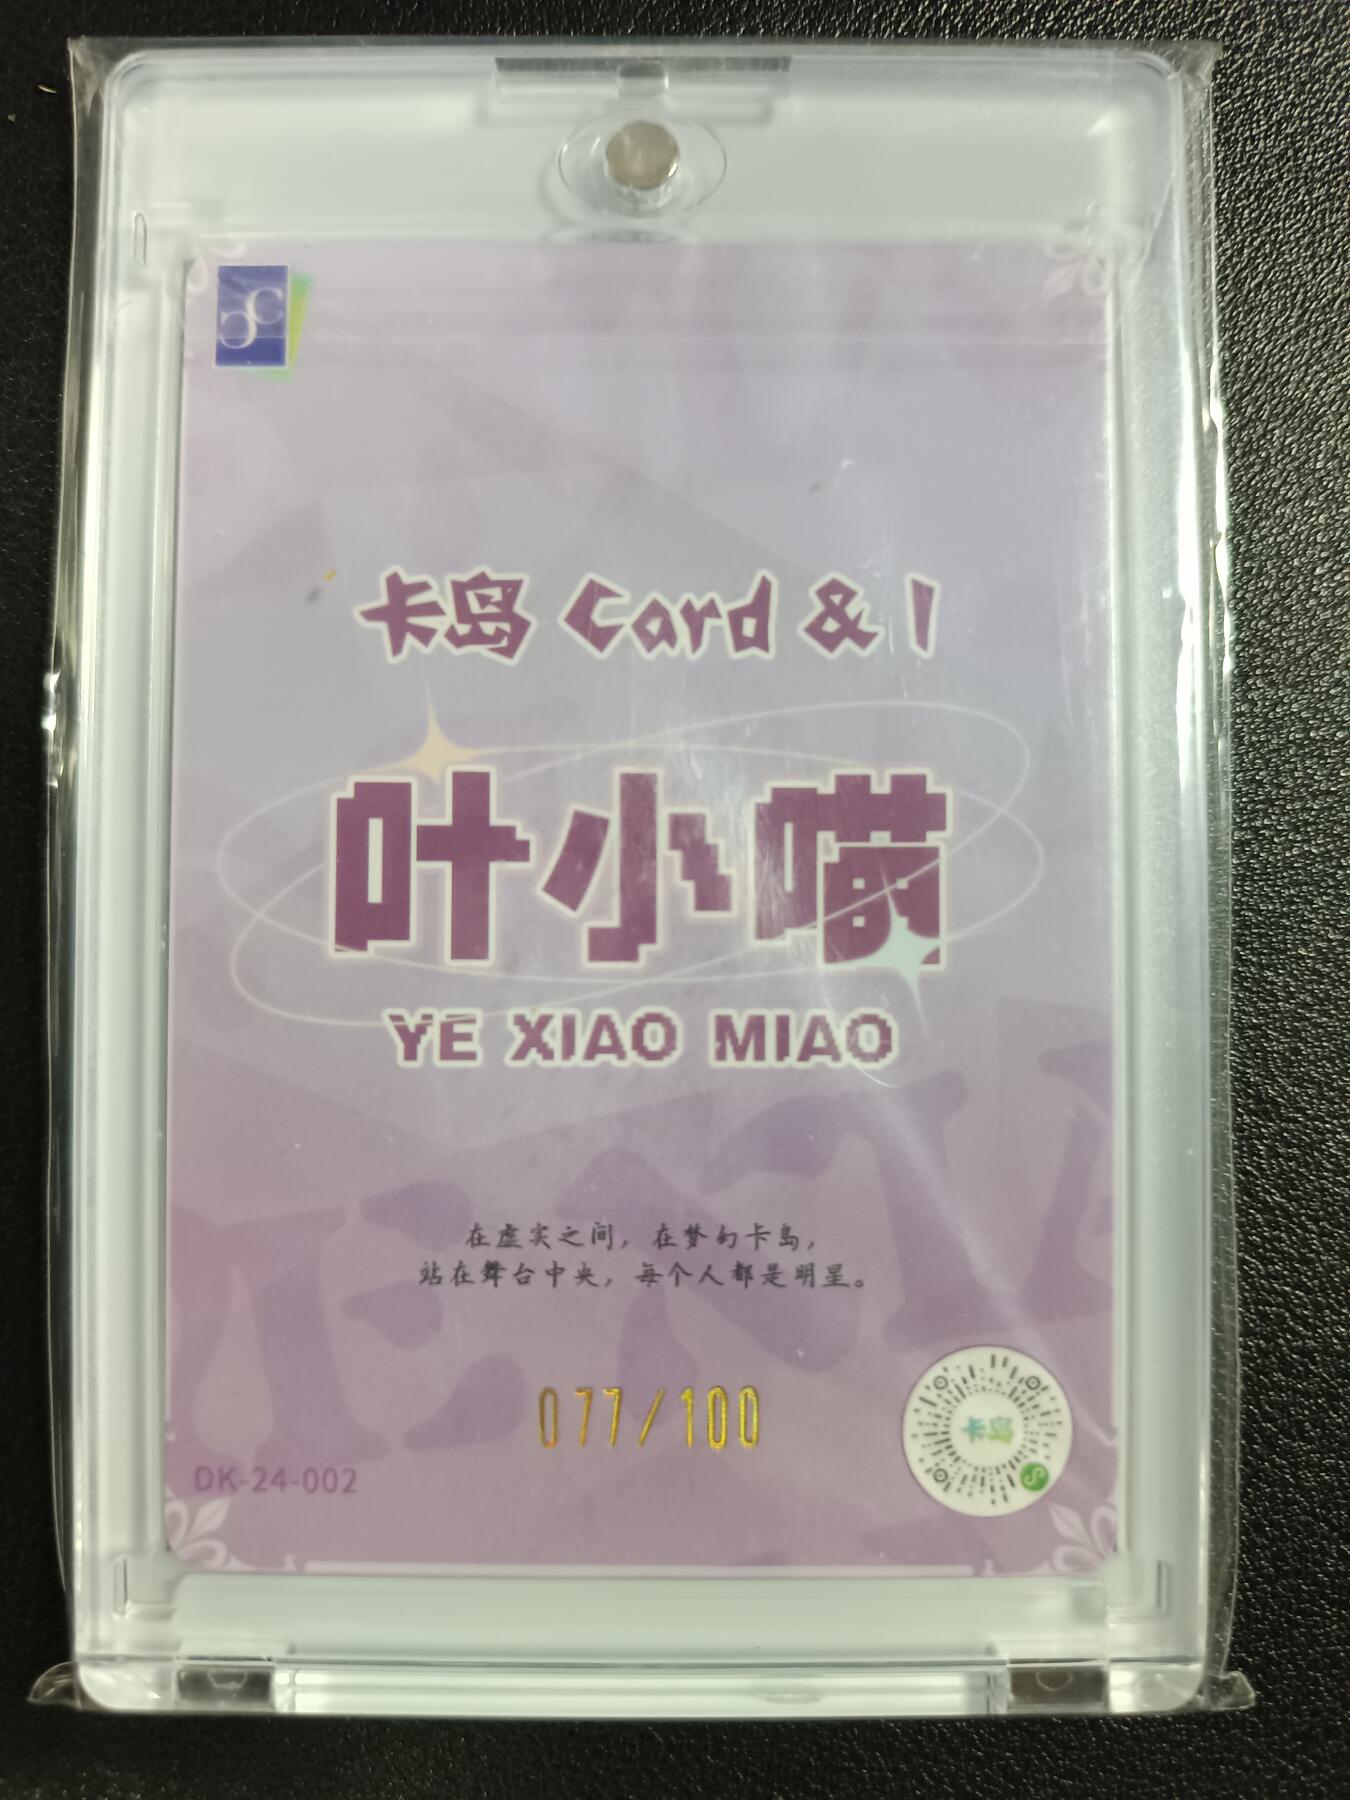 CC
卡岛 Card & I
叶小喵
YE XIAO MIAO
在虚实之间，在梦幻卡岛，
站在舞台中央，每个人都是明星。
077/100
卡岛
DK-24-002